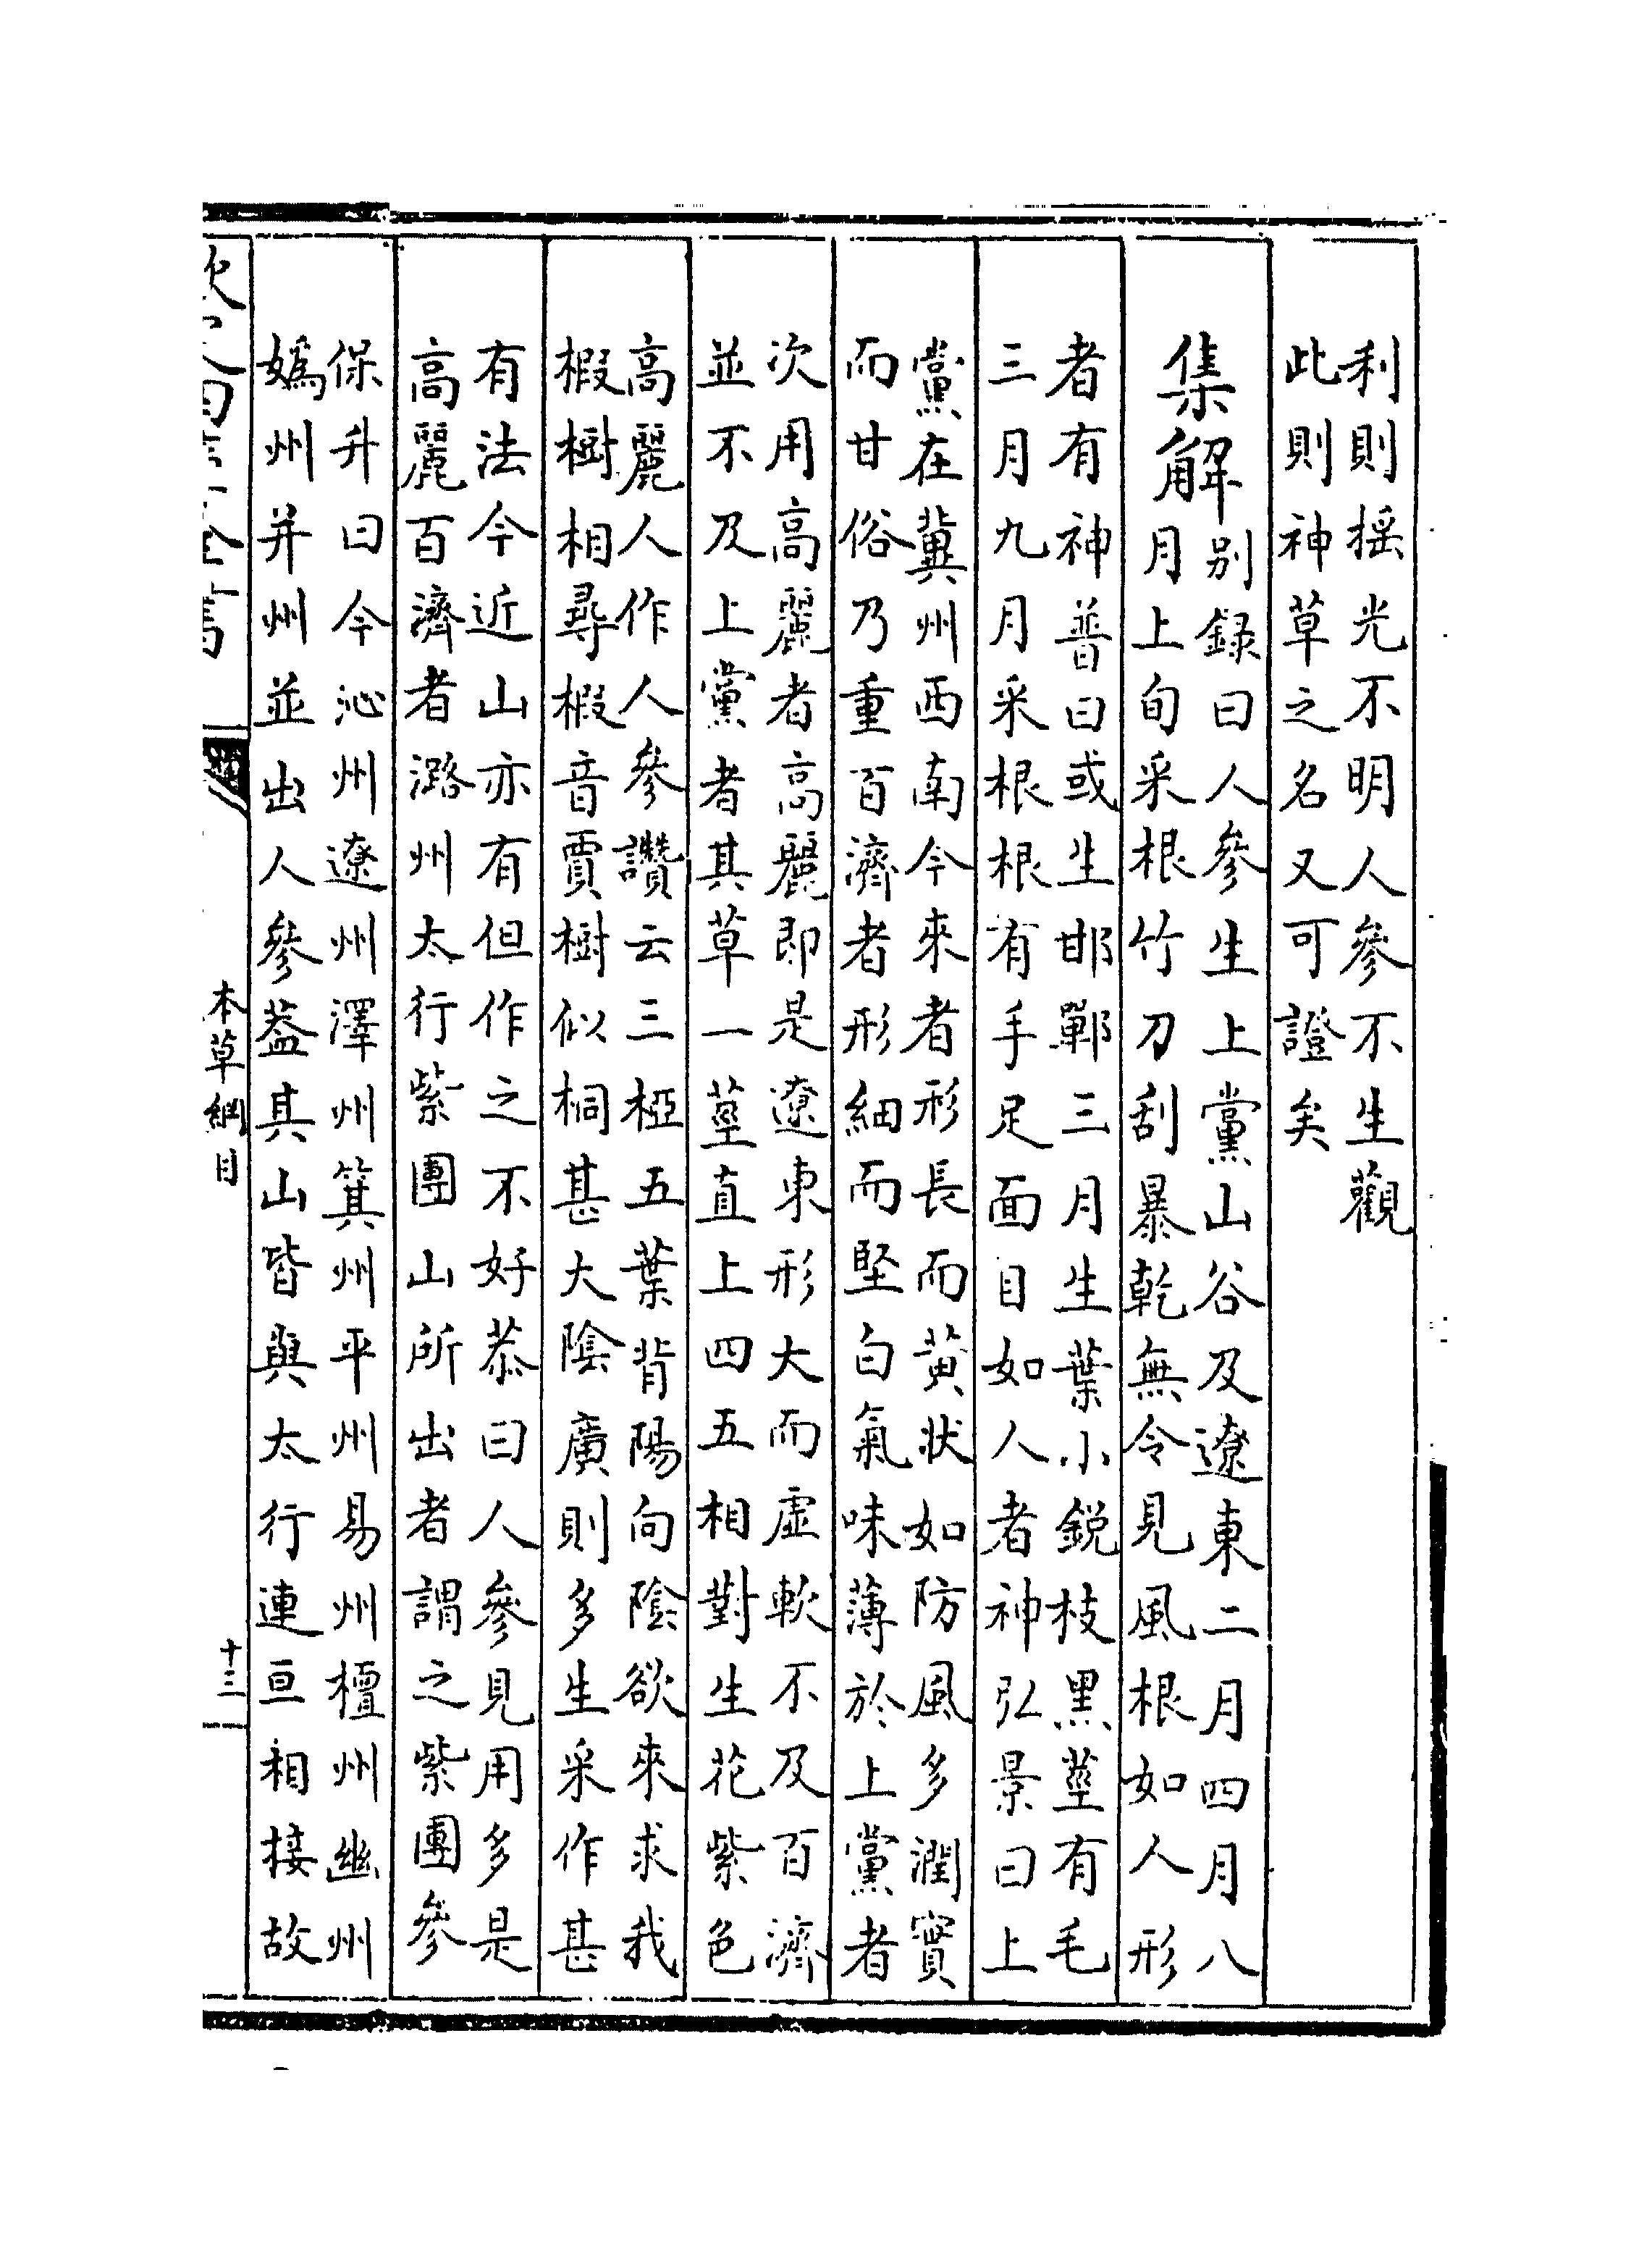 利則揺光不明人參不生觀
此則神草之名又可證矣
集解
别録曰人參生上黨山谷及遼東二月四月八
月上旬采根竹刀刮暴乾無令見風根如人形
者有神普曰或生邯鄲三月生葉小鋭枝黑莖有毛
三月九月采根根有手足面目如人者神弘景曰上
黨在冀州西南今來者形長而黄状如防風多潤實
而甘俗乃重百濟者形細而堅白氣味薄於上黨者
次用高麗者高麗即是遼東形大而虛軟不及百濟
並不及上黨者其草一莖直上四五相對生花紫色
高麗人作人參讚云三椏五葉背陽向陰欲來求我
椵樹相尋椵音賈樹似桐甚大陰廣則多生采作甚
有法今近山亦有但作之不好恭曰人參見用多是
高麗百濟者潞州太行紫團山所出者謂之紫團參
保升曰今沁州遼州澤州箕州平州易州檀州幽州
媯州并州並出人參葢其山皆與太行連亘相接故
本草綱目
十三